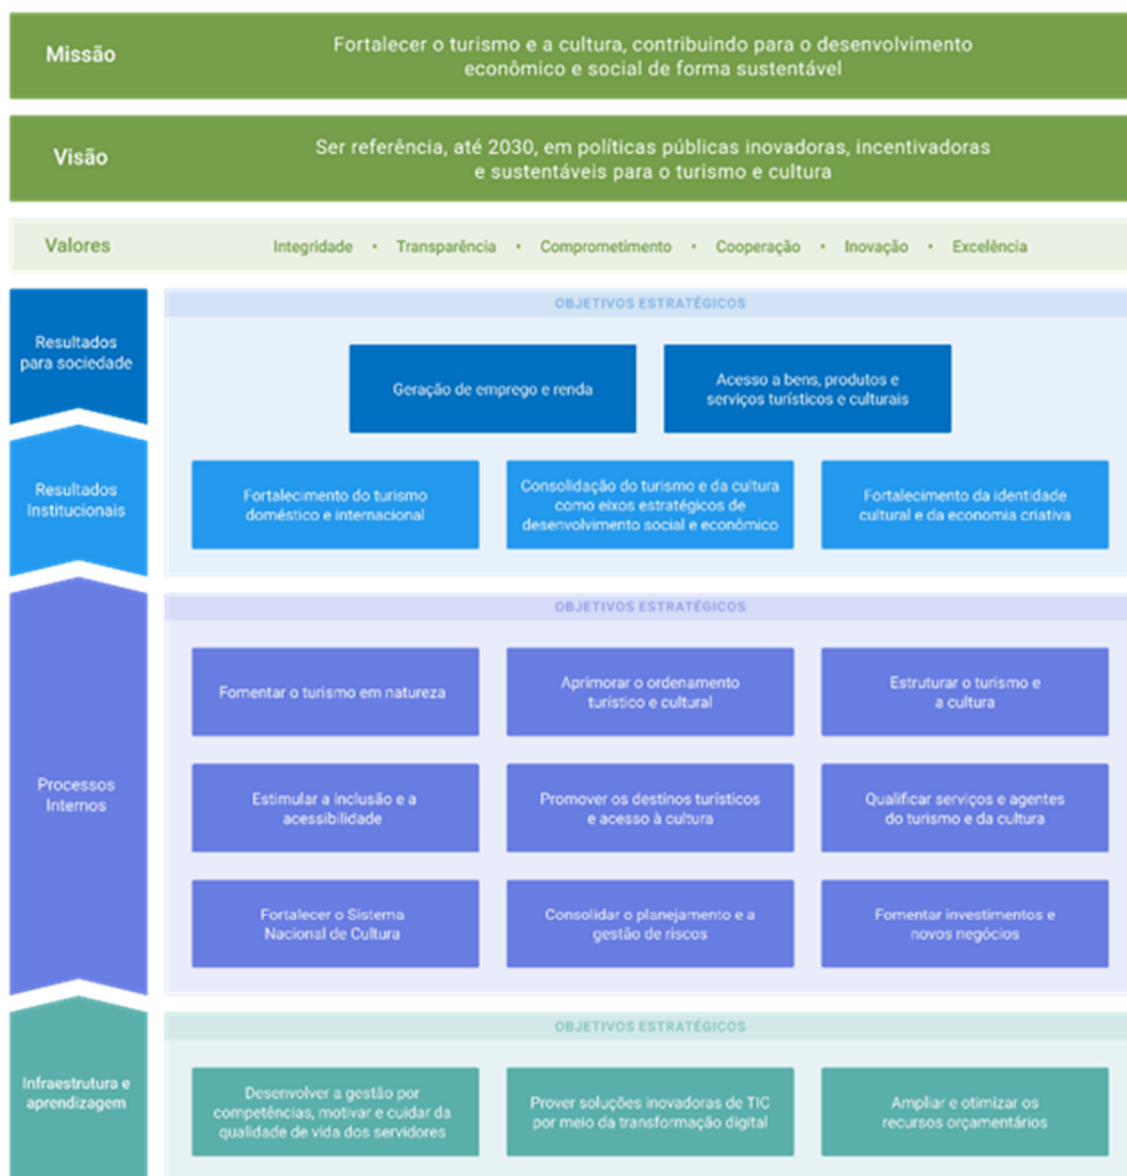 Missão
Fortalecer o turismo e a cultura, contribuindo para o desenvolvimento
econômico e social de forma sustentável
Visão
Ser referência, até 2030, em políticas públicas inovadoras, incentivadoras
e sustentáveis para o turismo e cultura
Valores
Integridade • Transparência • Comprometimento • Cooperação • Inovação • Excelência
Resultados
para sociedade
OBJETIVOS ESTRATÉGICOS
Geração de emprego e renda
Acesso a bens, produtos e
serviços turísticos e culturais
Resultados
Institucionais
Fortalecimento do turismo
doméstico e internacional
Consolidação do turismo e da cultura
como eixos estratégicos de
desenvolvimento social e econômico
Fortalecimento da identidade
cultural e da economia criativa
Processos
Internos
OBJETIVOS ESTRATÉGICOS
Fomentar o turismo em natureza
Aprimorar o ordenamento
turístico e cultural
Estruturar o turismo e
a cultura
Estimular a inclusão e a
acessibilidade
Promover os destinos turísticos
e acesso à cultura
Qualificar serviços e agentes
do turismo e da cultura
Fortalecer o Sistema
Nacional de Cultura
Consolidar o planejamento e a
gestão de riscos
Fomentar investimentos e
novos negócios
Infraestrutura e
aprendizagem
OBJETIVOS ESTRATÉGICOS
Desenvolver a gestão por
competências, motivar e cuidar da
qualidade de vida dos servidores
Prover soluções inovadoras de TIC
por meio da transformação digital
Ampliar e otimizar os
recursos orçamentários